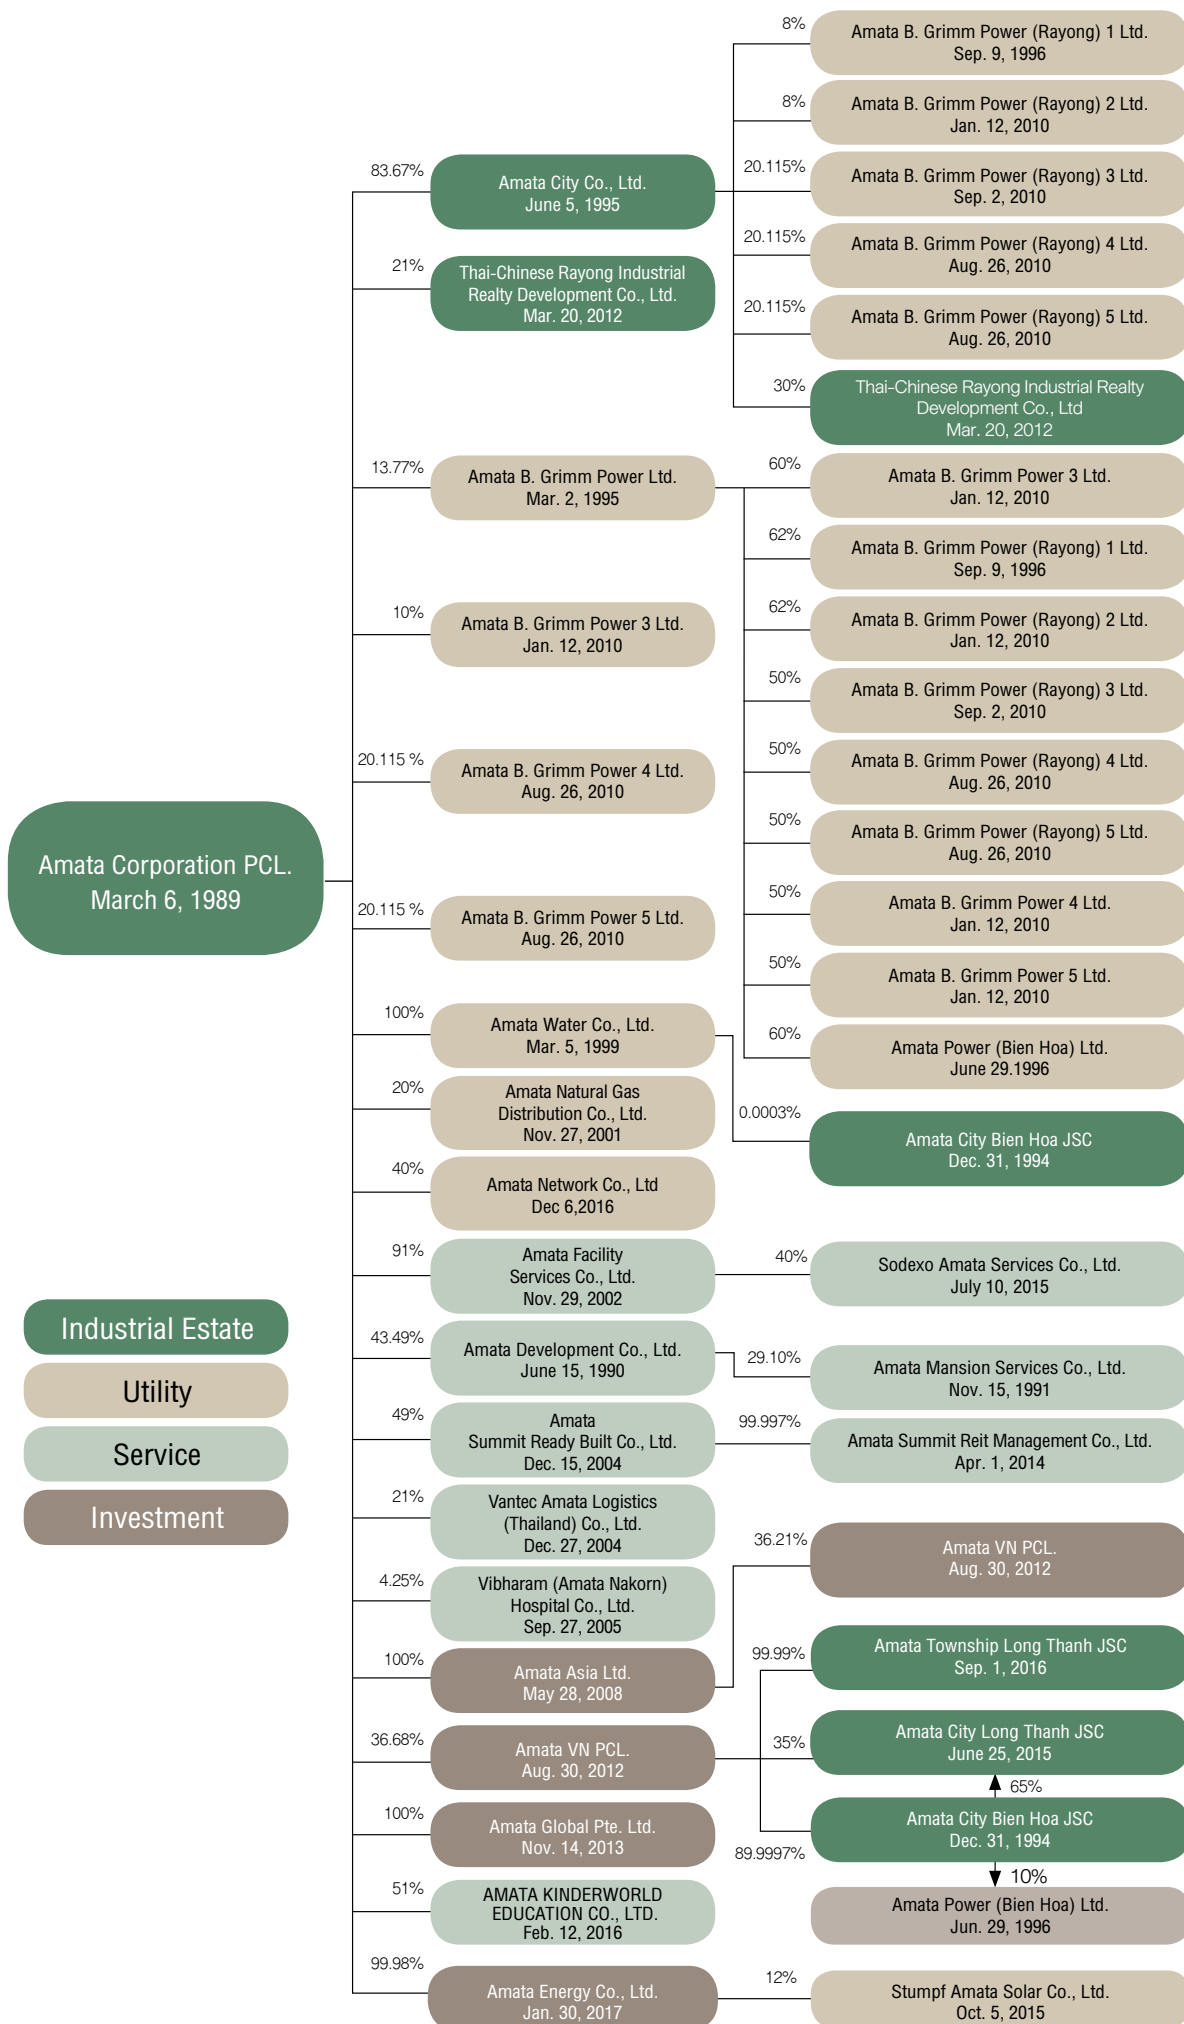 Amata Corporation PCL.
March 6, 1989
Industrial Estate
Utility
Service
Investment
83.67%
Amata City Co., Ltd.
June 5, 1995
21%
Thai-Chinese Rayong Industrial
Realty Development Co., Ltd.
Mar. 20, 2012
13.77%
Amata B. Grimm Power Ltd.
Mar. 2, 1995
10%
Amata B. Grimm Power 3 Ltd.
Jan. 12, 2010
20.115 %
Amata B. Grimm Power 4 Ltd.
Aug. 26, 2010
20.115 %
Amata B. Grimm Power 5 Ltd.
Aug. 26, 2010
100%
Amata Water Co., Ltd.
Mar. 5, 1999
20%
Amata Natural Gas
Distribution Co., Ltd.
Nov. 27, 2001
40%
Amata Network Co., Ltd
Dec 6,2016
91%
Amata Facility
Services Co., Ltd.
Nov. 29, 2002
43.49%
Amata Development Co., Ltd.
June 15, 1990
49%
Amata
Summit Ready Built Co., Ltd.
Dec. 15, 2004
21%
Vantec Amata Logistics
(Thailand) Co., Ltd.
Dec. 27, 2004
4.25%
Vibharam (Amata Nakorn)
Hospital Co., Ltd.
Sep. 27, 2005
100%
Amata Asia Ltd.
May 28, 2008
36.68%
Amata VN PCL.
Aug. 30, 2012
100%
Amata Global Pte. Ltd.
Nov. 14, 2013
51%
AMATA KINDERWORLD
EDUCATION CO., LTD.
Feb. 12, 2016
99.98%
Amata Energy Co., Ltd.
Jan. 30, 2017
8%
Amata B. Grimm Power (Rayong) 1 Ltd.
Sep. 9, 1996
8%
Amata B. Grimm Power (Rayong) 2 Ltd.
Jan. 12, 2010
20.115%
Amata B. Grimm Power (Rayong) 3 Ltd.
Sep. 2, 2010
20.115%
Amata B. Grimm Power (Rayong) 4 Ltd.
Aug. 26, 2010
20.115%
Amata B. Grimm Power (Rayong) 5 Ltd.
Aug. 26, 2010
30%
Thai-Chinese Rayong Industrial Realty
Development Co., Ltd
Mar. 20, 2012
60%
Amata B. Grimm Power 3 Ltd.
Jan. 12, 2010
62%
Amata B. Grimm Power (Rayong) 1 Ltd.
Sep. 9, 1996
62%
Amata B. Grimm Power (Rayong) 2 Ltd.
Jan. 12, 2010
50%
Amata B. Grimm Power (Rayong) 3 Ltd.
Sep. 2, 2010
50%
Amata B. Grimm Power (Rayong) 4 Ltd.
Aug. 26, 2010
50%
Amata B. Grimm Power (Rayong) 5 Ltd.
Aug. 26, 2010
50%
Amata B. Grimm Power 4 Ltd.
Jan. 12, 2010
50%
Amata B. Grimm Power 5 Ltd.
Jan. 12, 2010
60%
Amata Power (Bien Hoa) Ltd.
June 29.1996
0.0003%
Amata City Bien Hoa JSC
Dec. 31, 1994
40%
Sodexo Amata Services Co., Ltd.
July 10, 2015
29.10%
Amata Mansion Services Co., Ltd.
Nov. 15, 1991
99.997%
Amata Summit Reit Management Co., Ltd.
Apr. 1, 2014
36.21%
Amata VN PCL.
Aug. 30, 2012
99.99%
Amata Township Long Thanh JSC
Sep. 1, 2016
35%
Amata City Long Thanh JSC
June 25, 2015
65%
89.9997%
Amata City Bien Hoa JSC
Dec. 31, 1994
10%
Amata Power (Bien Hoa) Ltd.
Jun. 29, 1996
12%
Stumpf Amata Solar Co., Ltd.
Oct. 5, 2015